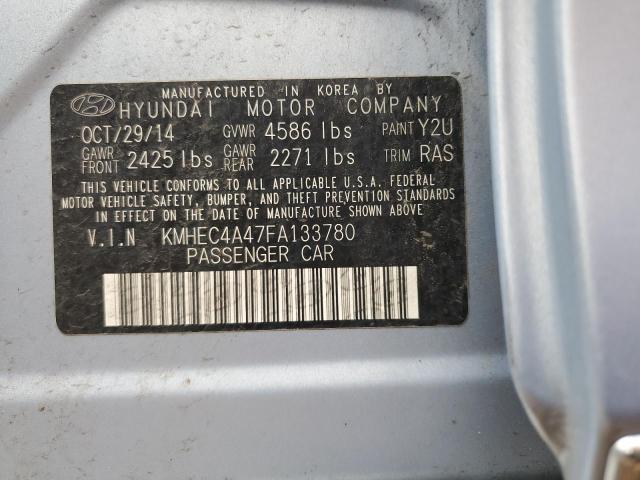 MANUFACTURED IN KOREA BY
HYUNDAI MOTOR COMPANY
OCT/29/14 GVWR 4586 lbs PAINT Y2U
GAWR FRONT 2425 lbs GAWR REAR 2271 lbs TRIM RAS
THIS VEHICLE CONFORMS TO ALL APPLICABLE U.S.A. FEDERAL
MOTOR VEHICLE SAFETY, BUMPER, AND THEFT PREVENTION STANDARDS
IN EFFECT ON THE DATE OF MANUFACTURE SHOWN ABOVE
V.I.N KMHEC4A47FA133780
PASSENGER CAR